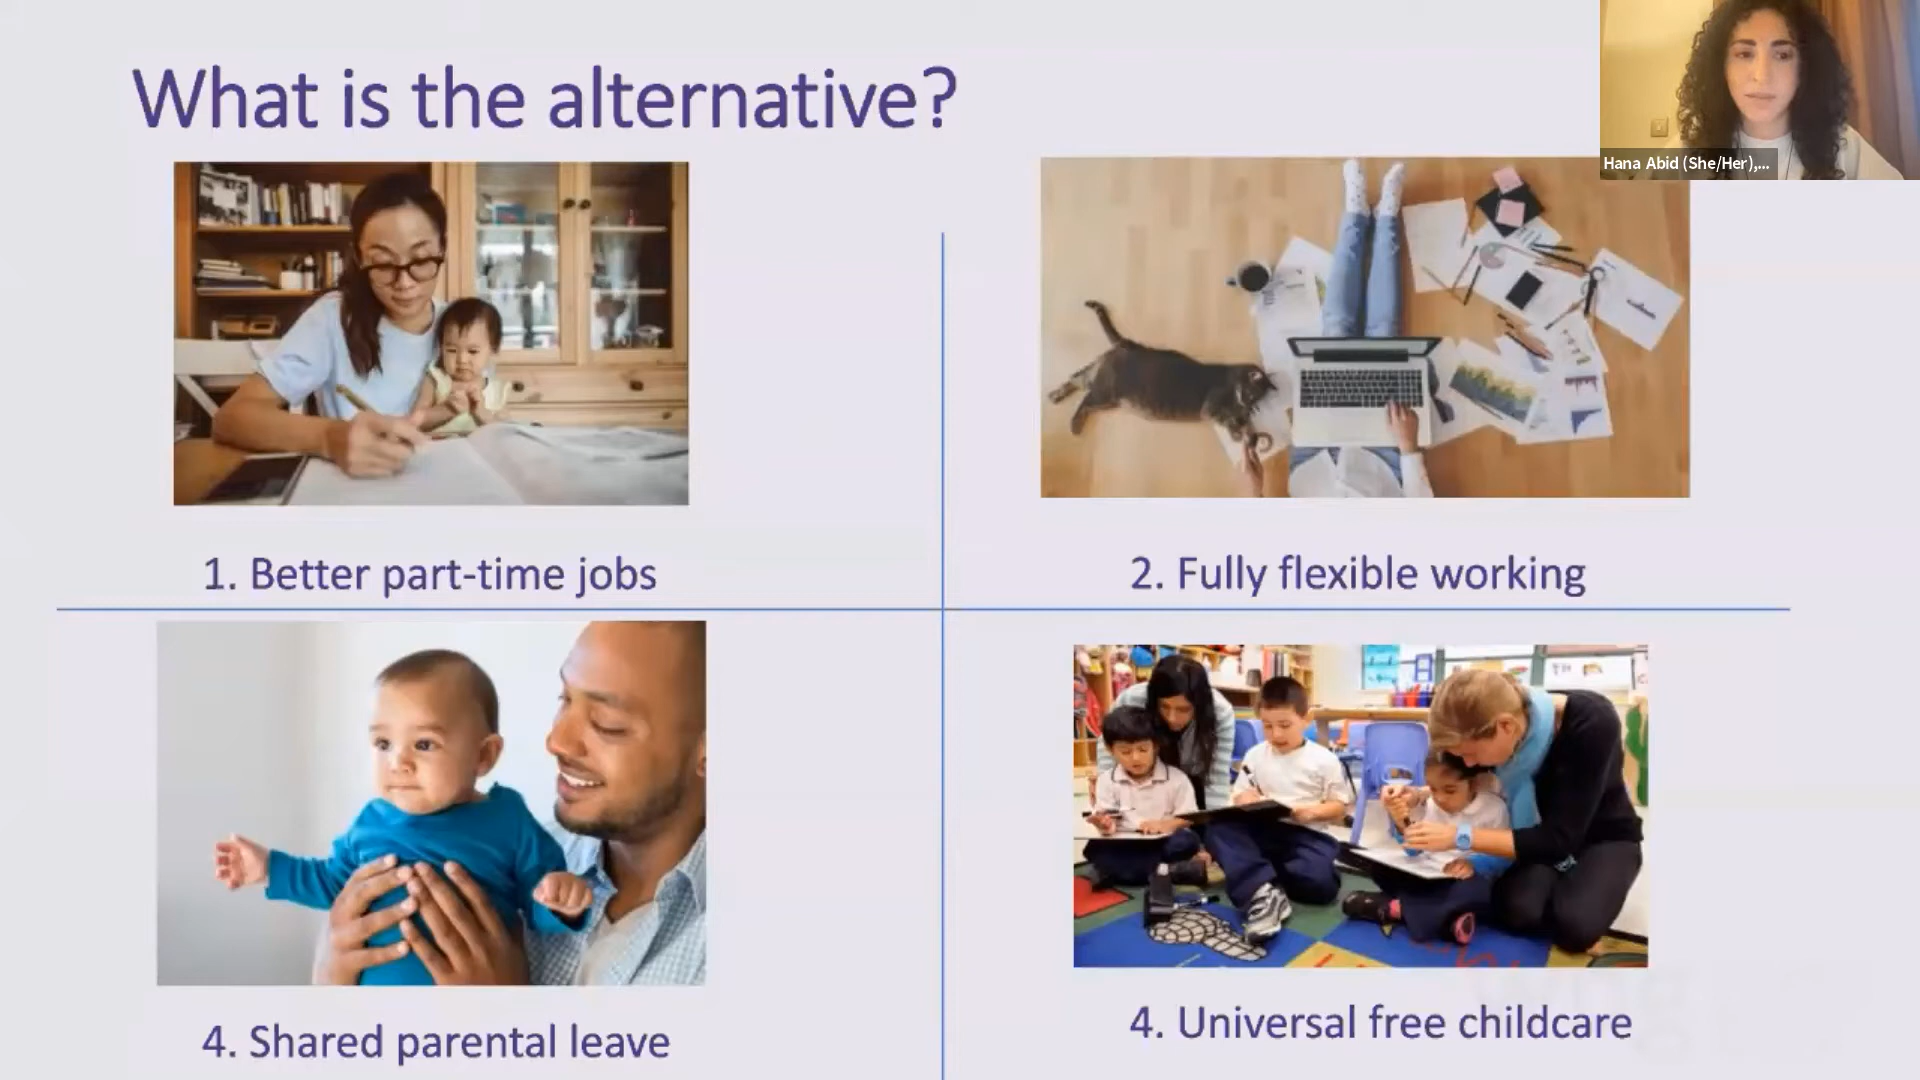 What is the alternative?
Hana Abid (She/Her),...
1. Better part-time jobs
2. Fully flexible working
4. Shared parental leave
4. Universal free childcare